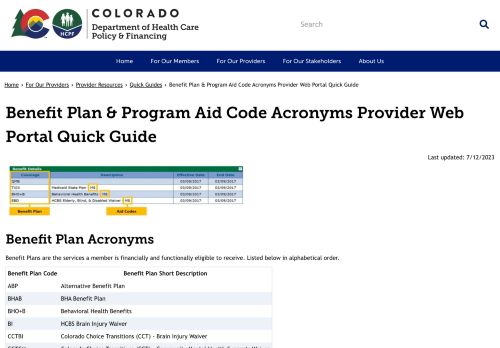 COLORADO
Department of Health Care
Policy & Financing
HCPF
Search
Home
For Our Members
For Our Providers
For Our Stakeholders
About Us
Home › For Our Providers › Provider Resources › Quick Guides › Benefit Plan & Program Aid Code Acronyms Provider Web Portal Quick Guide
Benefit Plan & Program Aid Code Acronyms Provider Web
Portal Quick Guide
Last updated: 7/12/2023
Benefit Details
Coverage Description Effective Date End Date
QMB 03/09/2017 03/09/2017
TXIX Medicaid State Plan 03/09/2017 03/09/2017
BHO+B Behavioral Health Benefits 03/09/2017 03/09/2017
EBD HCBS Elderly, Blind, & Disabled Waiver 03/09/2017 03/09/2017
Benefit Plan
Aid Codes
Benefit Plan Acronyms
Benefit Plans are the services a member is financially and functionally eligible to receive. Listed below in alphabetical order.
Benefit Plan Code Benefit Plan Short Description
ABP Alternative Benefit Plan
BHAB BHA Benefit Plan
BHO+B Behavioral Health Benefits
BI HCBS Brain Injury Waiver
CCTBI Colorado Choice Transitions (CCT) - Brain Injury Waiver